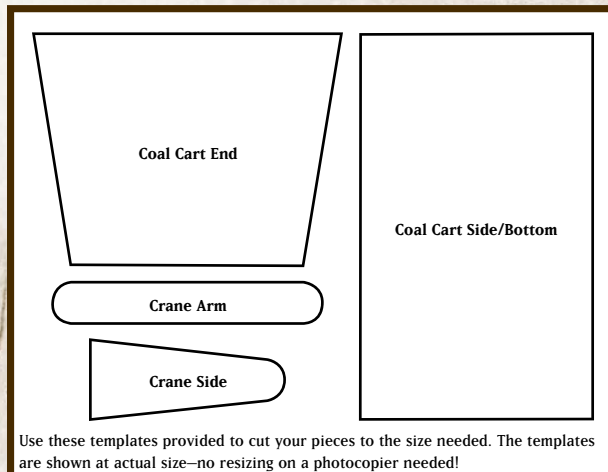 Coal Cart End
Coal Cart Side/Bottom
Crane Arm
Crane Side
Use these templates provided to cut your pieces to the size needed. The templates
are shown at actual size—no resizing on a photocopier needed!